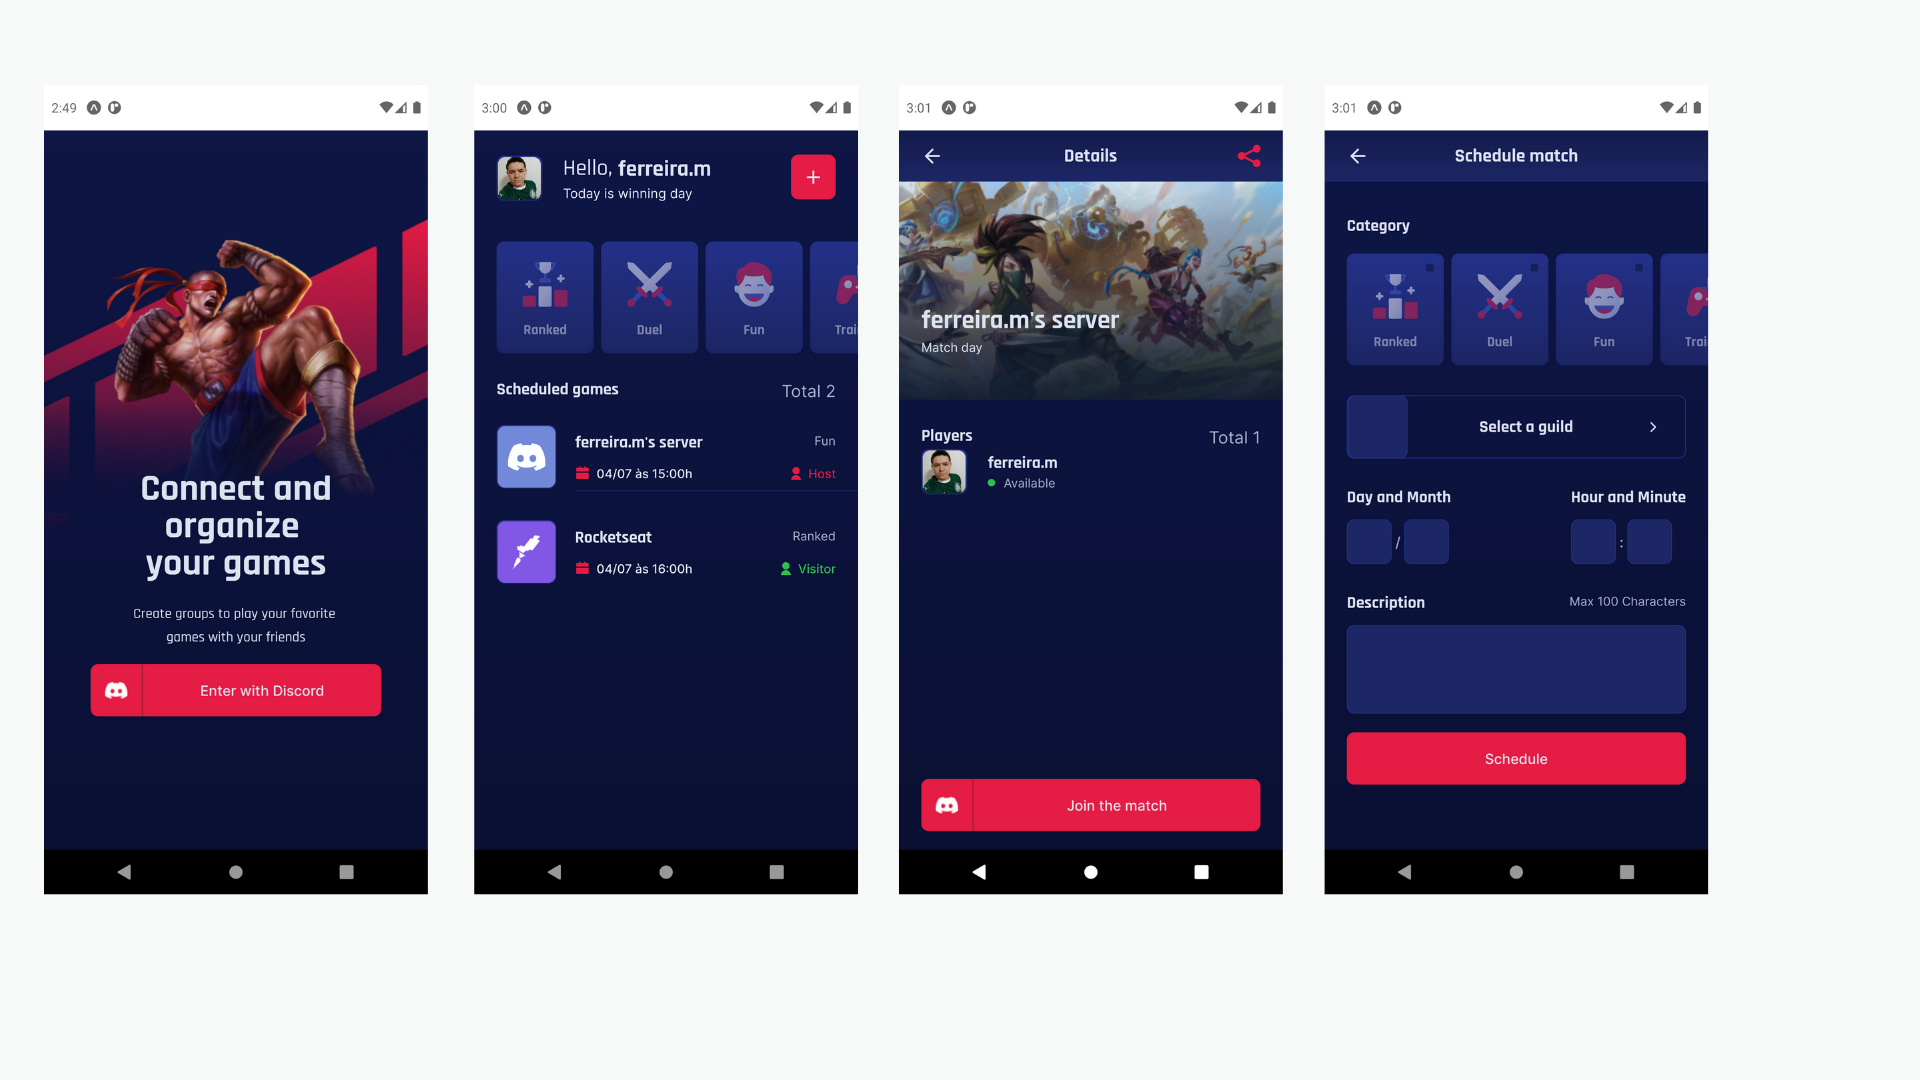 2:49
Connect and
organize
your games
Create groups to play your favorite
games with your friends
Enter with Discord
3:00
Hello, ferreira.m
Today is winning day
+
Ranked
Duel
Fun
Trai
Scheduled games
Total 2
ferreira.m's server
Fun
04/07 às 15:00h
Host
Rocketseat
Ranked
04/07 às 16:00h
Visitor
3:01
Details
ferreira.m's server
Match day
Players
Total 1
ferreira.m
Available
Join the match
3:01
Schedule match
Category
Ranked
Duel
Fun
Trai
Select a guild
Day and Month
Hour and Minute
/
:
Description
Max 100 Characters
Schedule